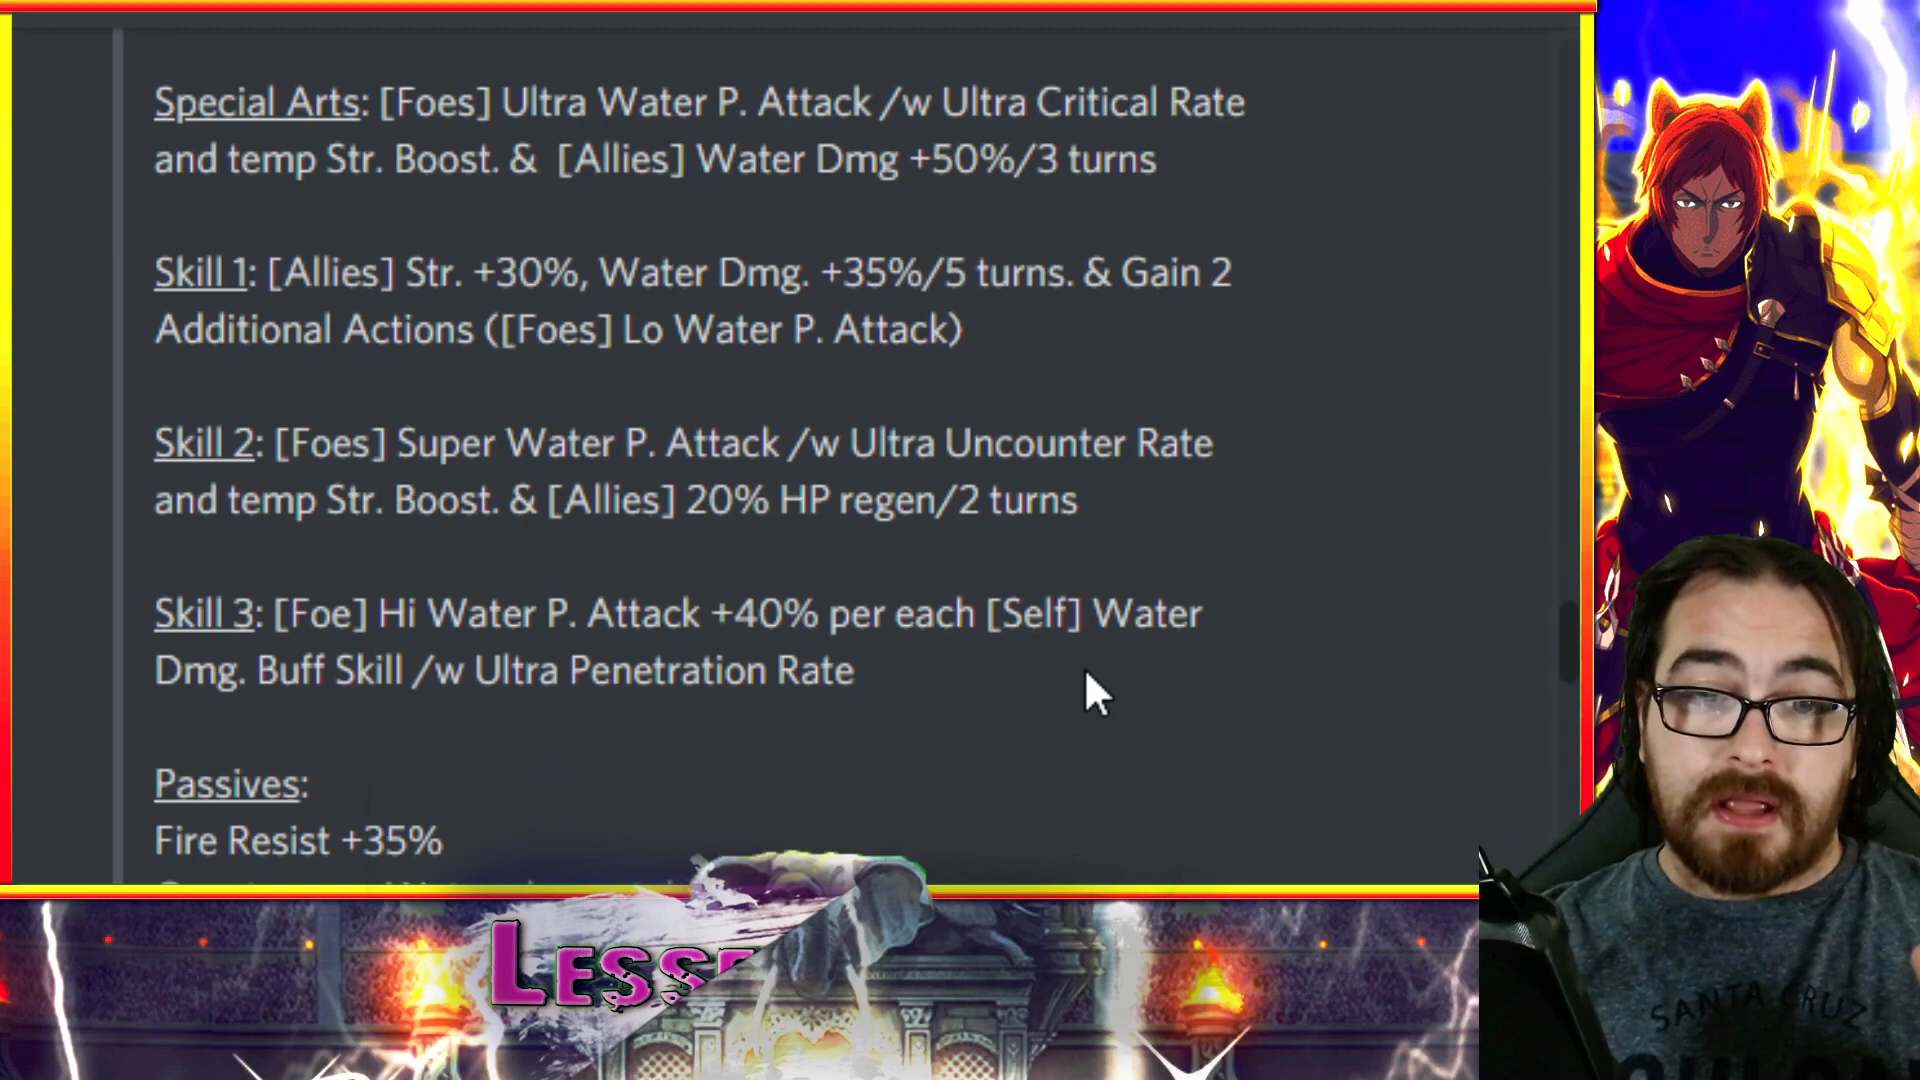 Special Arts: [Foes] Ultra Water P. Attack /w Ultra Critical Rate
and temp Str. Boost. & [Allies] Water Dmg +50%/3 turns
Skill 1: [Allies] Str. +30%, Water Dmg. +35%/5 turns. & Gain 2
Additional Actions ([Foes] Lo Water P. Attack)
Skill 2: [Foes] Super Water P. Attack /w Ultra Uncounter Rate
and temp Str. Boost. & [Allies] 20% HP regen/2 turns
Skill 3: [Foe] Hi Water P. Attack +40% per each [Self] Water
Dmg. Buff Skill /w Ultra Penetration Rate
Passives:
Fire Resist +35%
LESSE
SANTA CRUZ